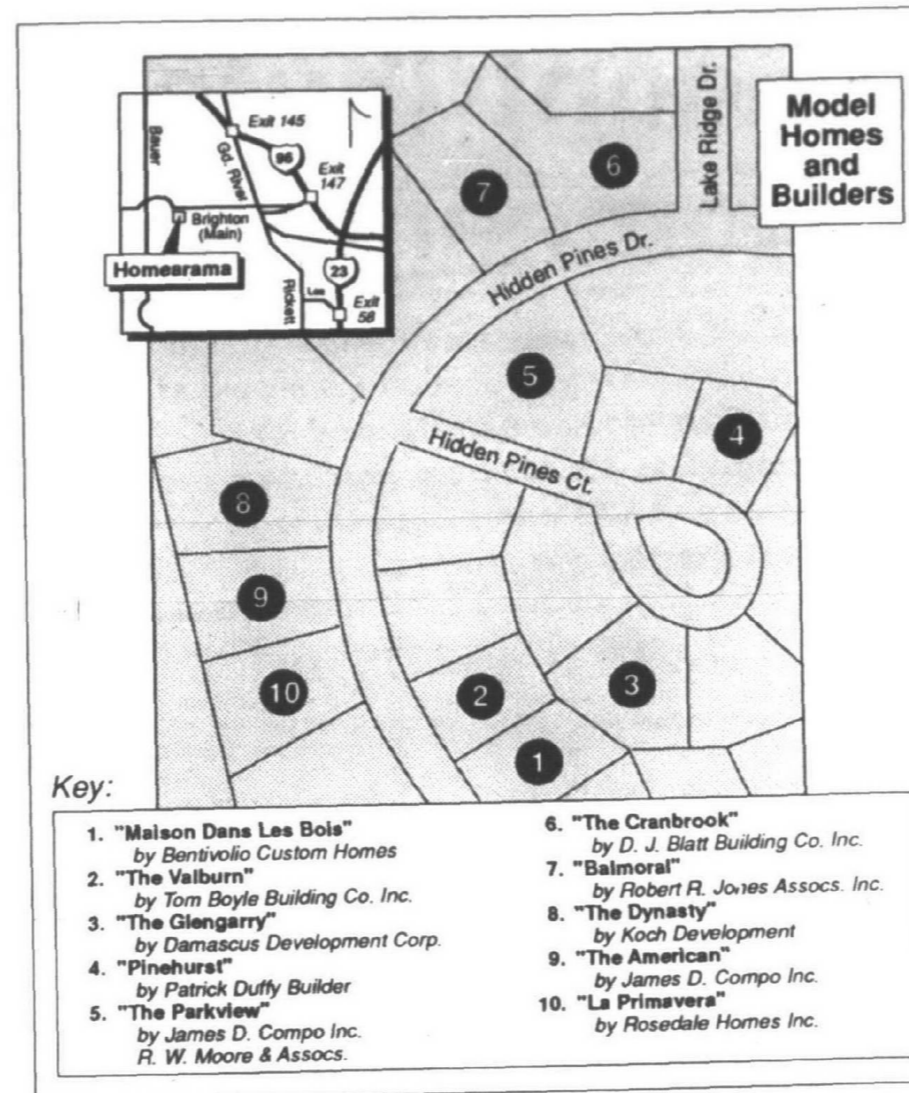 Model
Homes
and
Builders
Lake Ridge Dr.
Bauer
Gd. River
Exit 145
96
Exit
147
Brighton
(Main)
Homearama
23
Lee
Rickett
Exit
58
6
7
Hidden Pines Dr.
5
4
Hidden Pines Ct.
8
9
10
2
3
1
Key:
1. "Maison Dans Les Bois"
by Bentivolio Custom Homes
2. "The Valburn"
by Tom Boyle Building Co. Inc.
3. "The Glengarry"
by Damascus Development Corp.
4. "Pinehurst"
by Patrick Duffy Builder
5. "The Parkview"
by James D. Compo Inc.
R. W. Moore & Assocs.
6. "The Cranbrook"
by D. J. Blatt Building Co. Inc.
7. "Balmoral"
by Robert R. Jones Assocs. Inc.
8. "The Dynasty"
by Koch Development
9. "The American"
by James D. Compo Inc.
10. "La Primavera"
by Rosedale Homes Inc.